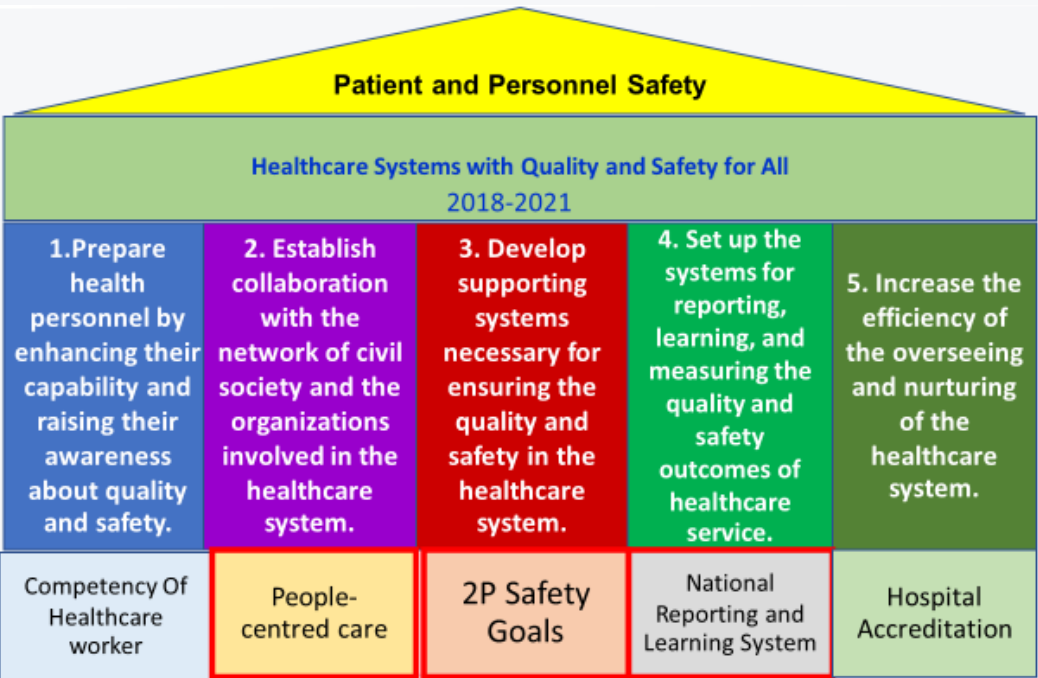 Patient and Personnel Safety
Healthcare Systems with Quality and Safety for All
2018-2021
1.Prepare
health
personnel by
enhancing their
capability and
raising their
awareness
about quality
and safety.
2. Establish
collaboration
with the
network of civil
society and the
organizations
involved in the
healthcare
system.
3. Develop
supporting
systems
necessary for
ensuring the
quality and
safety in the
healthcare
system.
4. Set up the
systems for
reporting,
learning, and
measuring the
quality and
safety
outcomes of
healthcare
service.
5. Increase the
efficiency of
the overseeing
and nurturing
of the
healthcare
system.
Competency Of
Healthcare
worker
People-
centred care
2P Safety
Goals
National
Reporting and
Learning System
Hospital
Accreditation